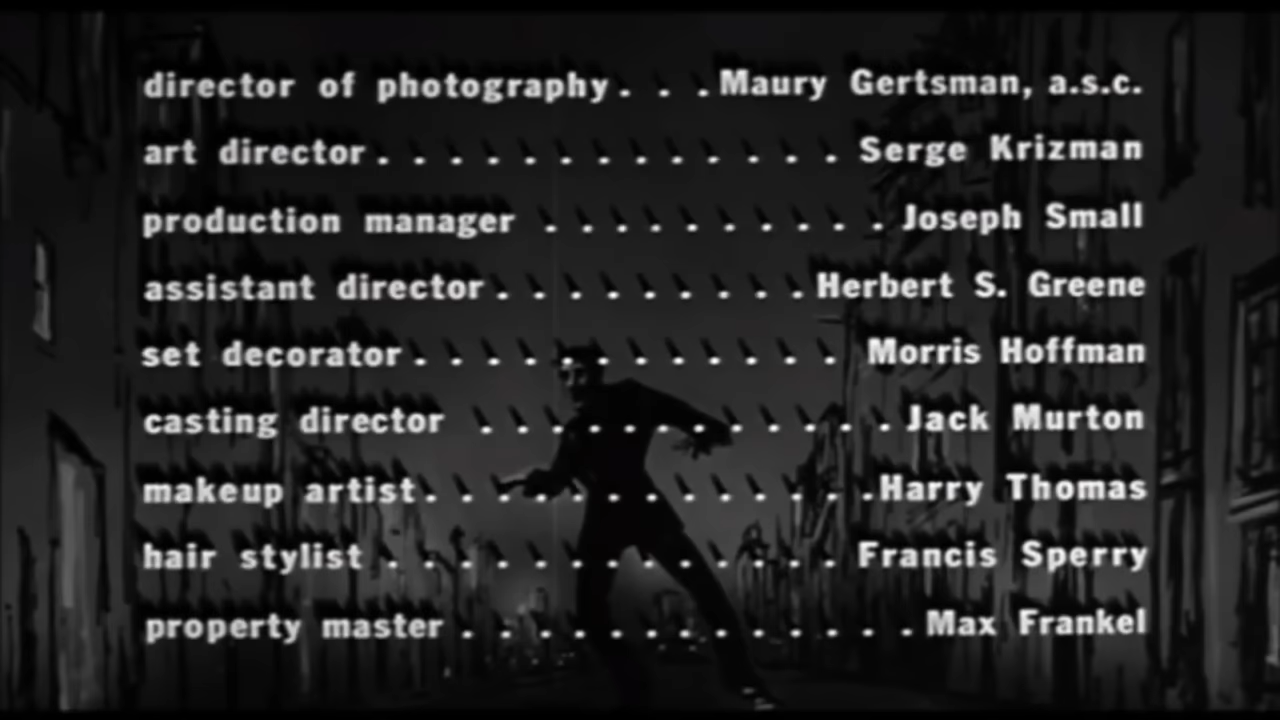 director of photography. . .Maury Gertsman, a.s.c.
art director. . . . . . . . . . . . . Serge Krizman
production manager . . . . . . . . . .Joseph Small
assistant director. . . . . . . . .Herbert S. Greene
set decorator. . . . . . . . . . . . Morris Hoffman
casting director . . . . . . . . . . . .Jack Murton
makeup artist. . . . . . . . . . . . .Harry Thomas
hair stylist . . . . . . . . . . . . . Francis Sperry
property master . . . . . . . . . . . . .Max Frankel